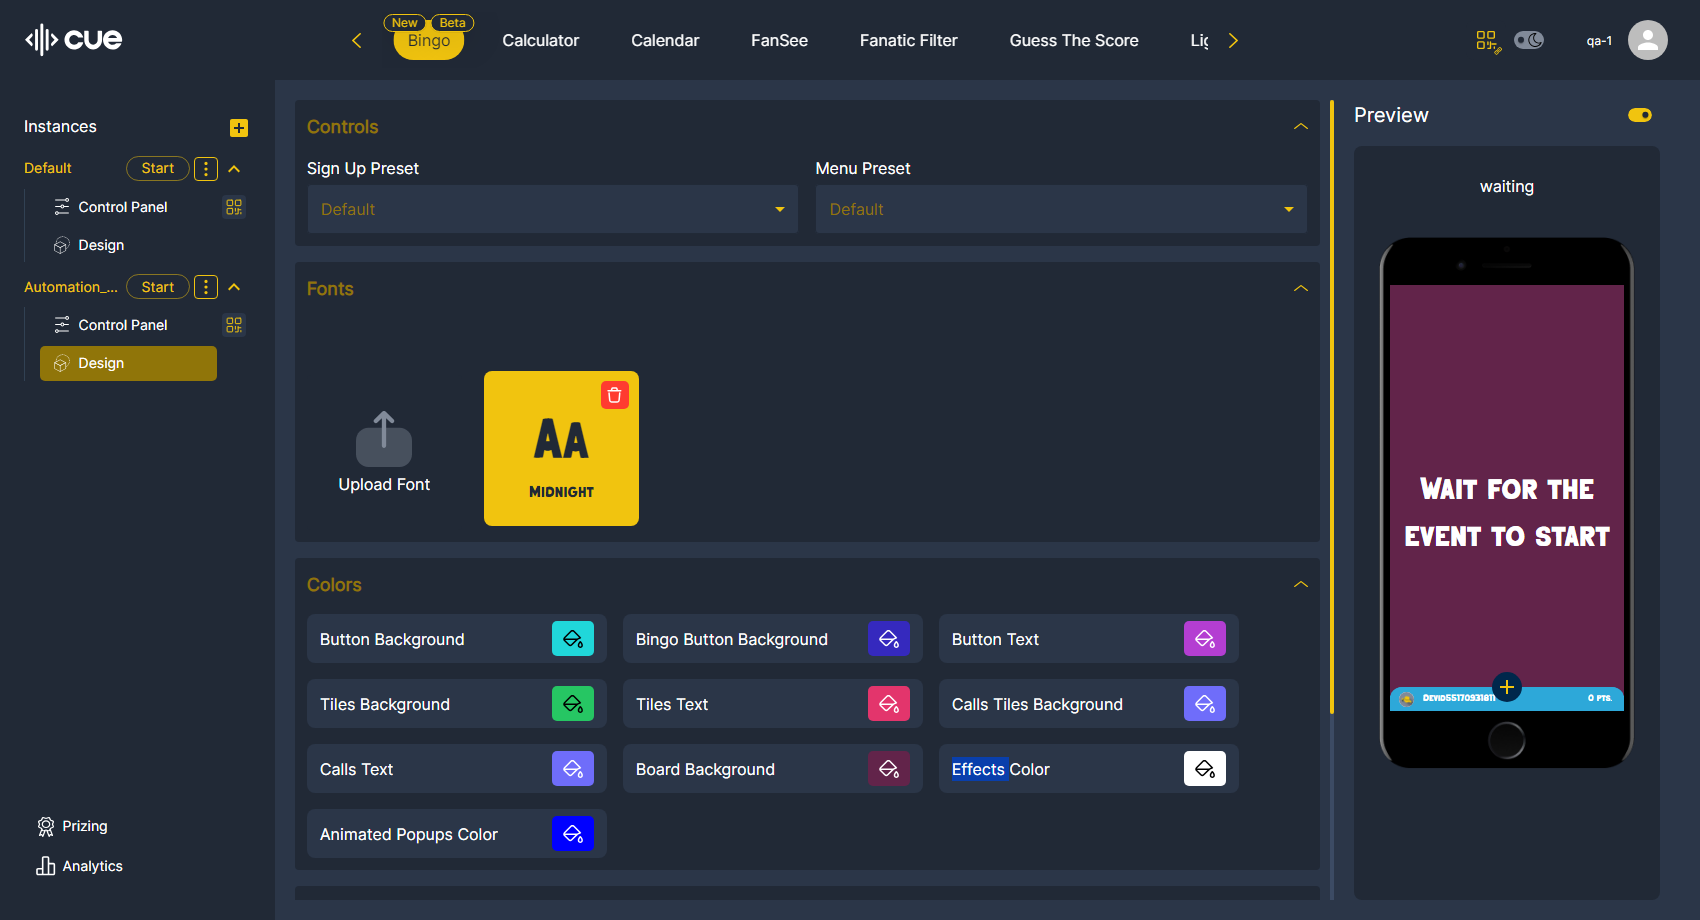 cue
New
Beta
Bingo
Calculator
Calendar
FanSee
Fanatic Filter
Guess The Score
qa-1
Instances
Default
Start
Control Panel
Design
Automation_...
Start
Control Panel
Design
Prizing
Analytics
Controls
Sign Up Preset
Menu Preset
Default
Default
Fonts
Upload Font
AA
MIDNIGHT
Colors
Button Background
Bingo Button Background
Button Text
Tiles Background
Tiles Text
Calls Tiles Background
Calls Text
Board Background
Effects Color
Animated Popups Color
Preview
waiting
WAIT FOR THE
EVENT TO START
0 PTS.